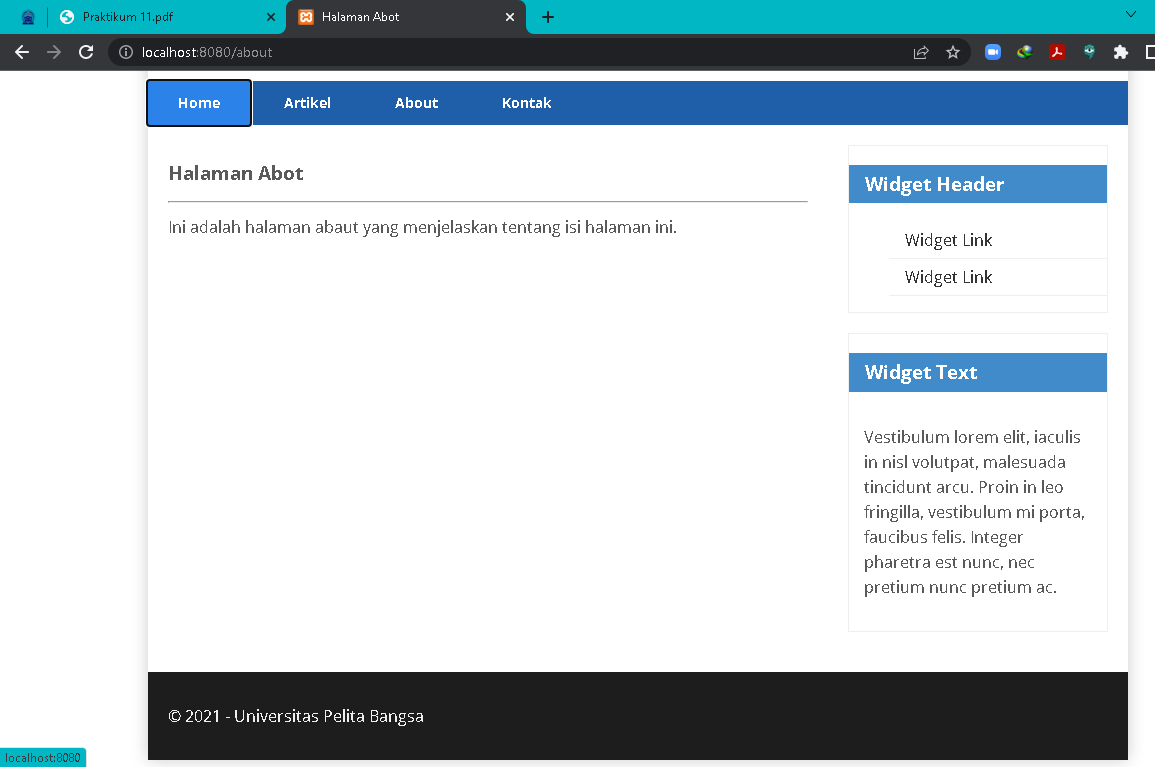 Praktikum 11.pdf
Halaman Abot
localhost:8080/about
Home Artikel About Kontak
Halaman Abot
Ini adalah halaman abaut yang menjelaskan tentang isi halaman ini.
Widget Header
Widget Link
Widget Link
Widget Text
Vestibulum lorem elit, iaculis
in nisl volutpat, malesuada
tincidunt arcu. Proin in leo
fringilla, vestibulum mi porta,
faucibus felis. Integer
pharetra est nunc, nec
pretium nunc pretium ac.
© 2021 - Universitas Pelita Bangsa
localhost:8080